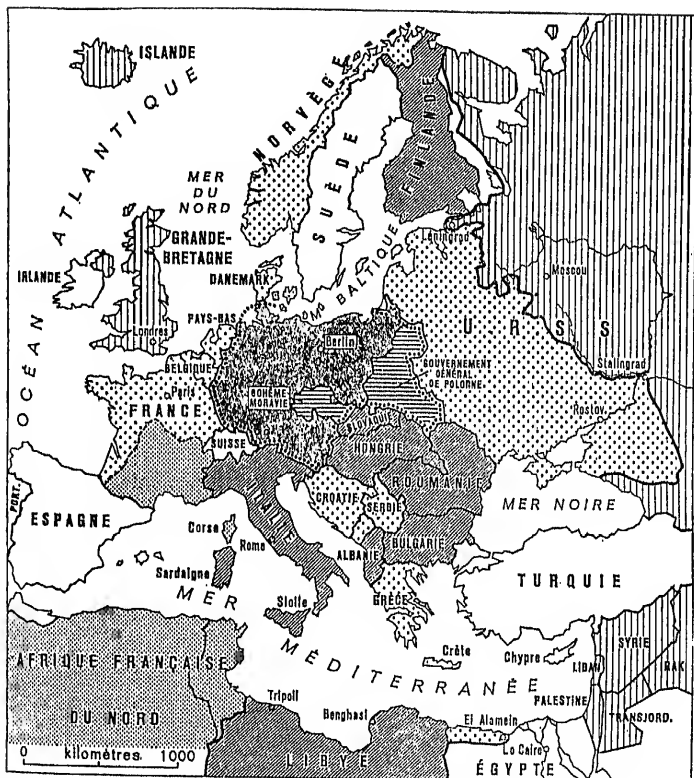 ISLANDE
OCÉAN ATLANTIQUE
NORVÈGE
FINLANDE
SUÈDE
MER
DU
NORD
GRANDE-
BRETAGNE
IRLANDE
DANEMARK
MER BALTIQUE
Léningrad
Moscou
URSS
Londres
PAYS-BAS
BELGIQUE
Berlin
GOUVERNEMENT
GÉNÉRAL
DE POLOGNE
Stalingrad
Paris
FRANCE
BOHÊME
MORAVIE
SLOVAQUIE
Rostov
SUISSE
HONGRIE
ROUMANIE
PORT.
ESPAGNE
ITALIE
CROATIE
SERBIE
MER NOIRE
Corse
Rome
BULGARIE
ALBANIE
Sardaigne
GRÈCE
TURQUIE
MER MÉDITERRANÉE
Sicile
Crète
Chypre
SYRIE
LIBAN
IRAK
AFRIQUE FRANÇAISE
DU NORD
PALESTINE
TRANSJORD.
Tripoli
Benghasi
El Alamein
Le Caire
0 kilomètres 1000
LIBYE
ÉGYPTE